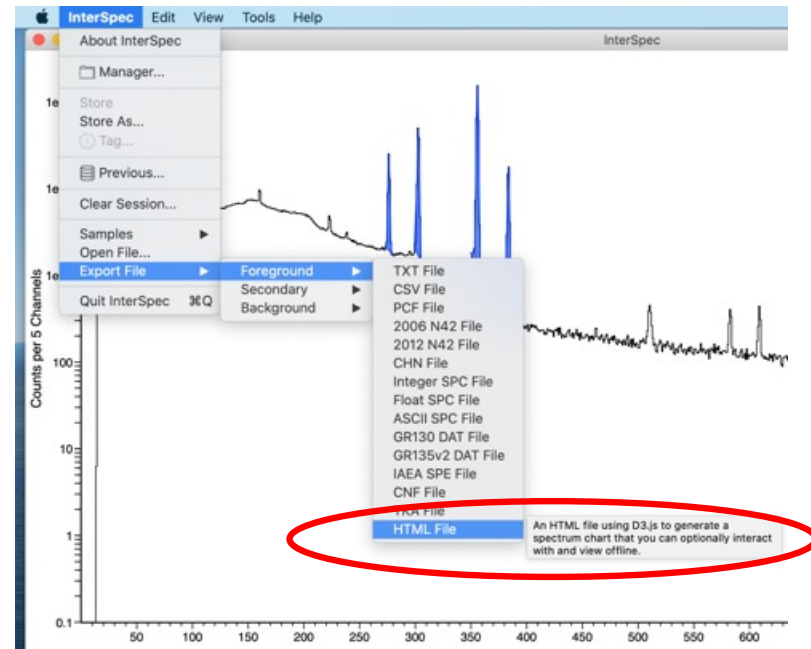 InterSpec Edit View Tools Help
InterSpec
About InterSpec
Manager...
Store
Store As...
Tag...
Previous...
Clear Session...
Samples
Open File...
Export File
Quit InterSpec ⌘Q
Foreground
Secondary
Background
TXT File
CSV File
PCF File
2006 N42 File
2012 N42 File
CHN File
Integer SPC File
Float SPC File
ASCII SPC File
GR130 DAT File
GR135v2 DAT File
IAEA SPE File
CNF File
TKA File
HTML File
An HTML file using D3.js to generate a
spectrum chart that you can optionally interact
with and view offline.
Counts per 5 Channels
1e
1e
1e
100
10
1
0.1
50 100 150 200 250 300 350 400 450 500 550 600